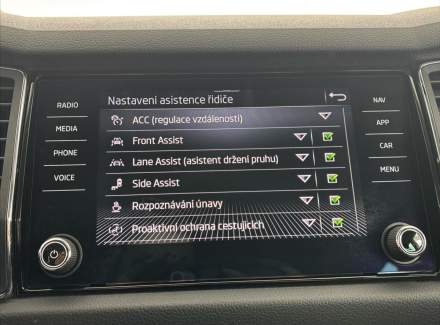 Nastavení asistence řidiče
RADIO
MEDIA
PHONE
VOICE
ACC (regulace vzdálenosti)
Front Assist
Lane Assist (asistent držení pruhu)
Side Assist
Rozpoznávání únavy
Proaktivní ochrana cestujících
NAV
APP
CAR
MENU